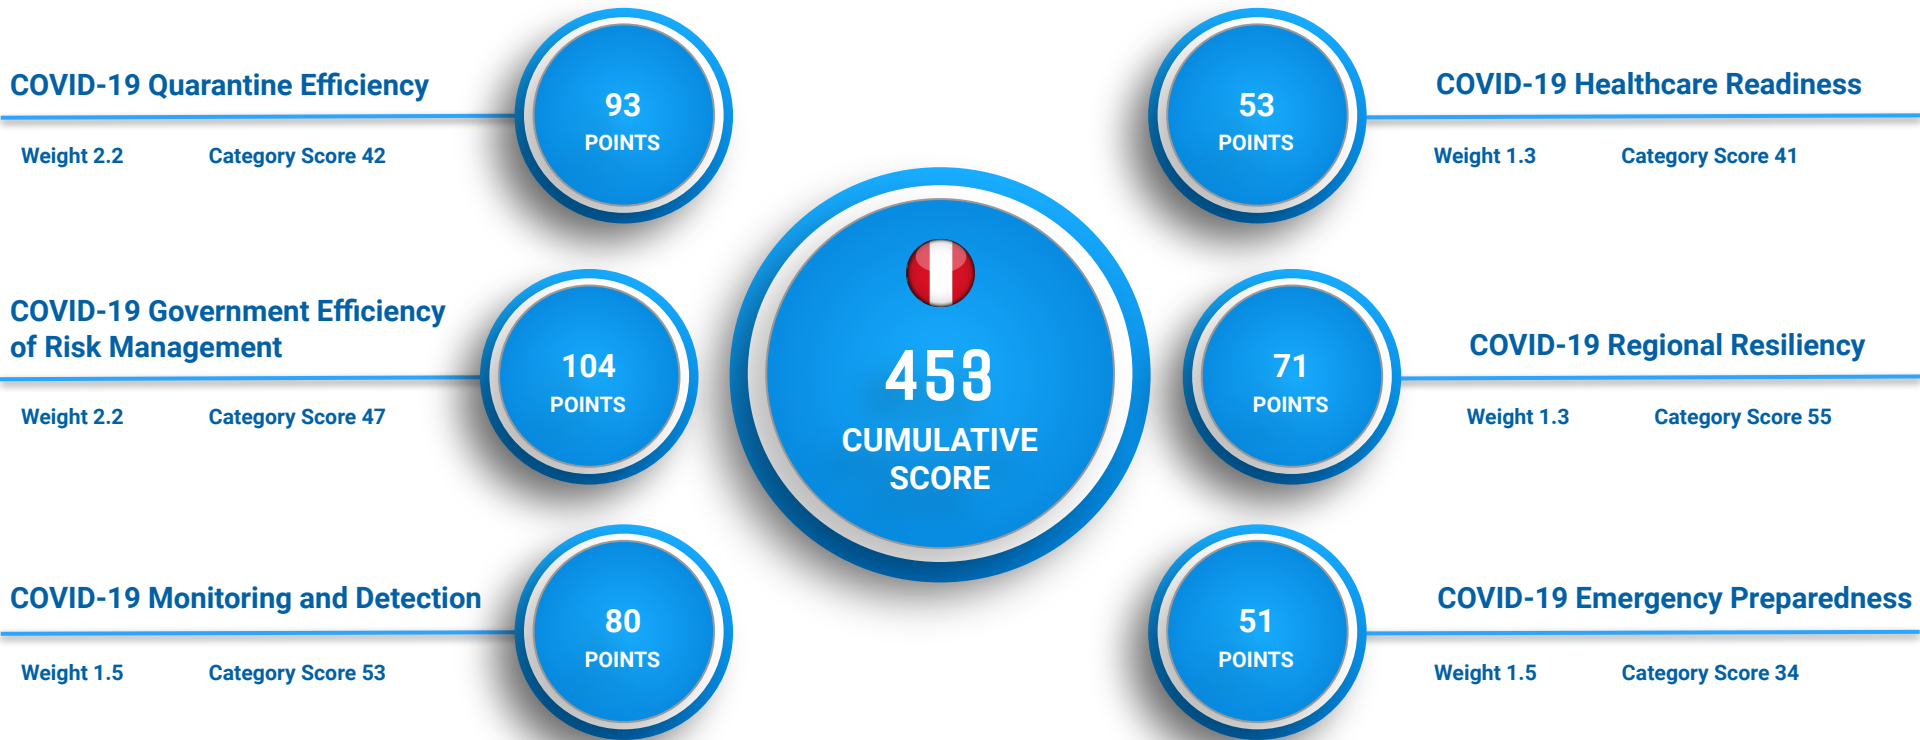 COVID-19 Quarantine Efficiency
Weight 2.2 Category Score 42
93
POINTS
COVID-19 Government Efficiency
of Risk Management
Weight 2.2 Category Score 47
104
POINTS
COVID-19 Monitoring and Detection
Weight 1.5 Category Score 53
80
POINTS
453
CUMULATIVE
SCORE
53
POINTS
COVID-19 Healthcare Readiness
Weight 1.3 Category Score 41
71
POINTS
COVID-19 Regional Resiliency
Weight 1.3 Category Score 55
51
POINTS
COVID-19 Emergency Preparedness
Weight 1.5 Category Score 34